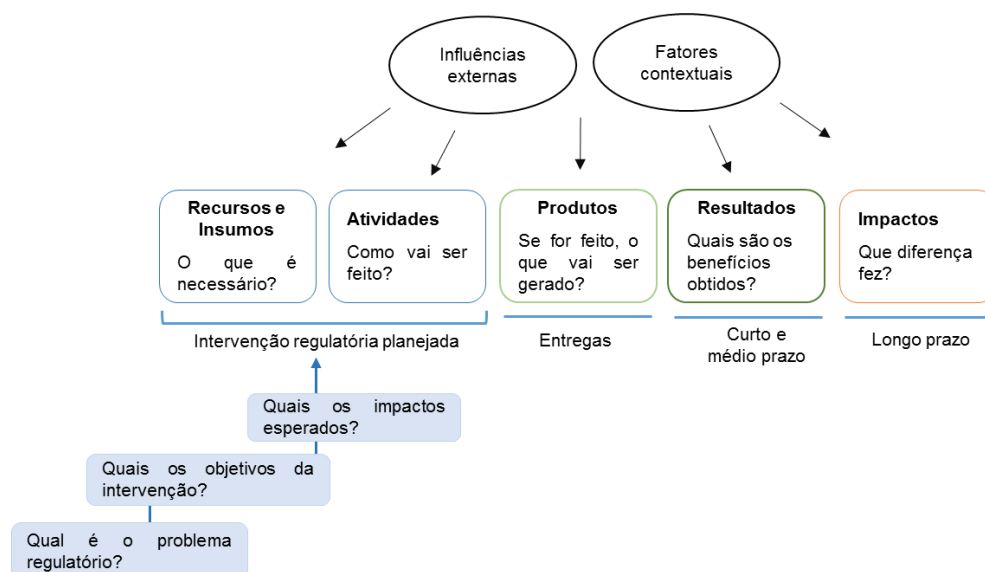 Influências
externas
Fatores
contextuais
Recursos e
Insumos
O que é
necessário?
Atividades
Como vai ser
feito?
Produtos
Se for feito, o
que vai ser
gerado?
Resultados
Quais são os
benefícios
obtidos?
Impactos
Que diferença
fez?
Intervenção regulatória planejada
Entregas
Curto e
médio prazo
Longo prazo
Quais os impactos
esperados?
Quais os objetivos da
intervenção?
Qual é o problema
regulatório?